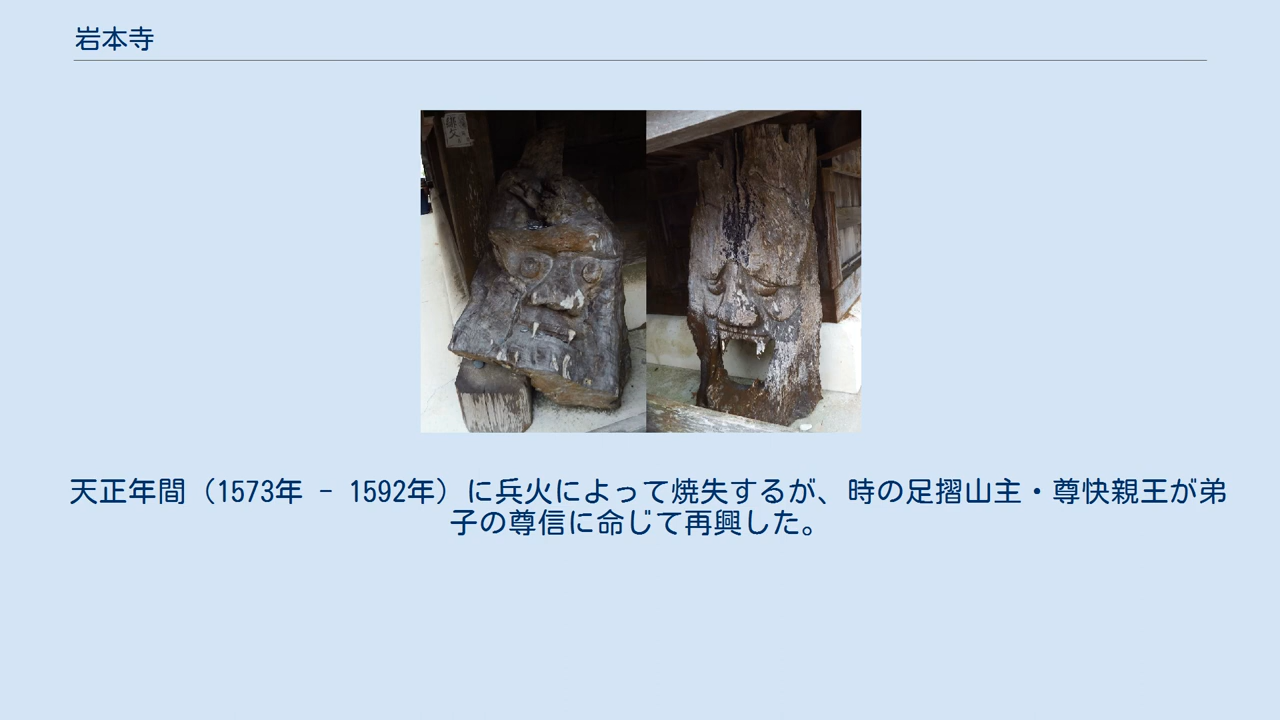 岩本寺
天正年間（1573年 - 1592年）に兵火によって焼失するが、時の足摺山主・尊快親王が弟
子の尊信に命じて再興した。